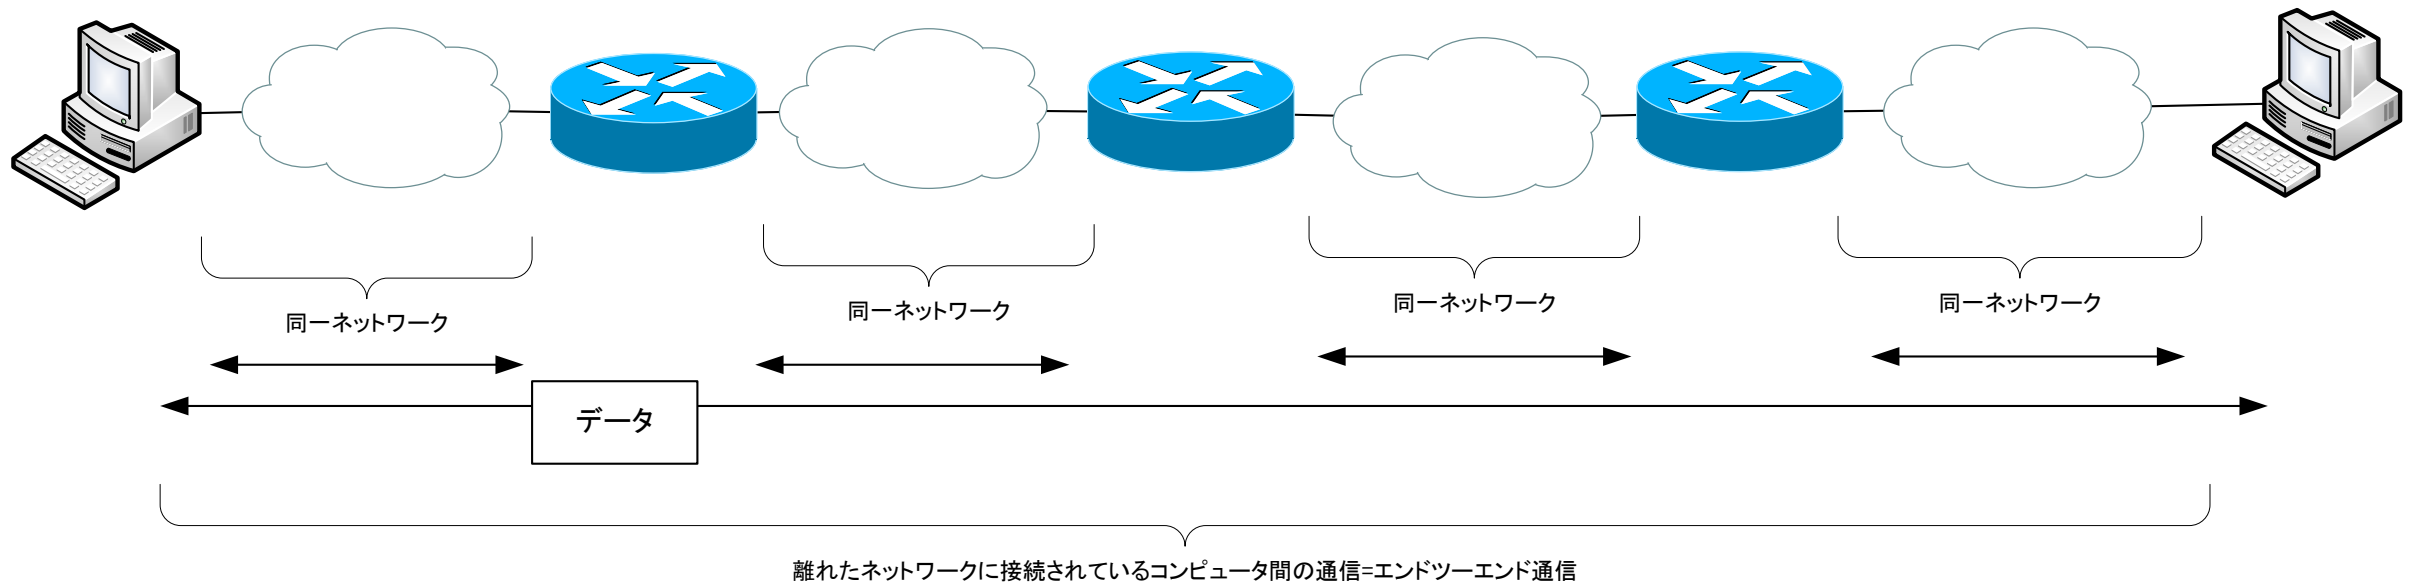 同一ネットワーク
同一ネットワーク
同一ネットワーク
同一ネットワーク
データ
離れたネットワークに接続されているコンピュータ間の通信=エンドツーエンド通信